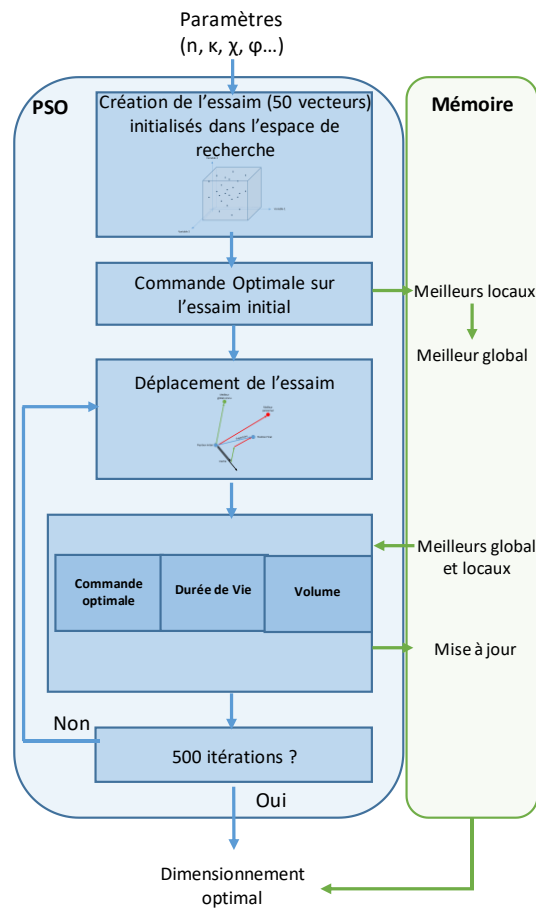 Paramètres
(n, κ, χ, φ…)
PSO
Création de l’essaim (50 vecteurs)
initialisés dans l’espace de
recherche
Mémoire
Commande Optimale sur
l’essaim initial
Meilleurs locaux
Meilleur global
Déplacement de l’essaim
Meilleurs global
et locaux
Commande
optimale
Durée de Vie
Volume
Mise à jour
Non
500 itérations ?
Oui
Dimensionnement
optimal